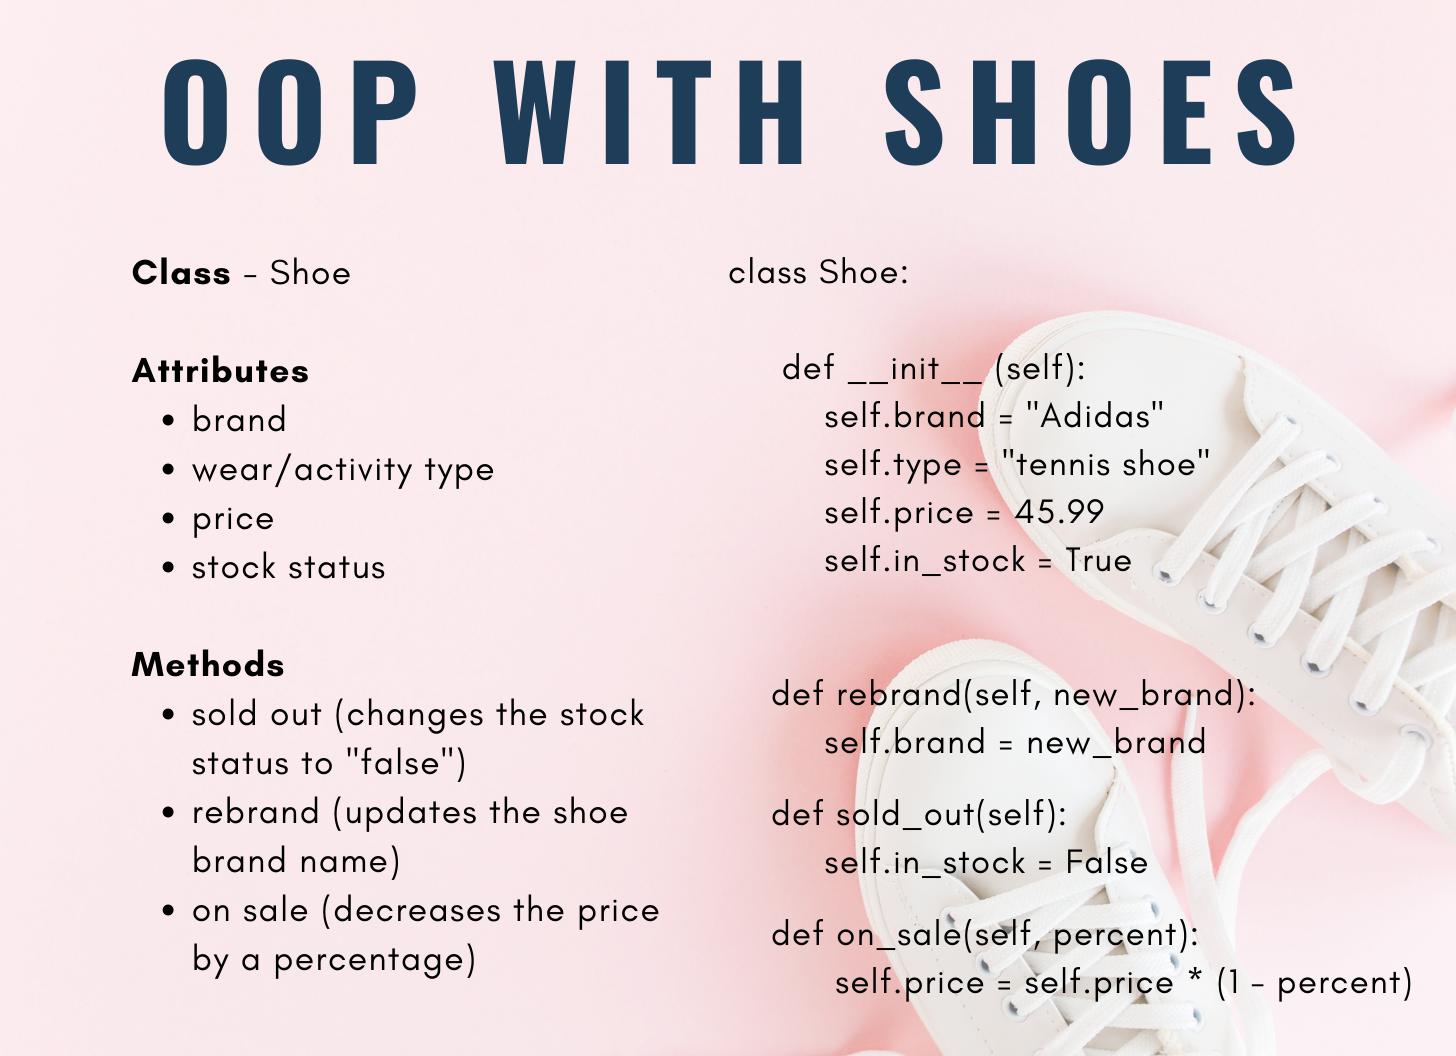 OOP WITH SHOES
Class - Shoe
Attributes
• brand
• wear/activity type
• price
• stock status
Methods
• sold out (changes the stock
status to "false")
• rebrand (updates the shoe
brand name)
• on sale (decreases the price
by a percentage)
class Shoe:
def __init__ (self):
self.brand = "Adidas"
self.type = "tennis shoe"
self.price = 45.99
self.in_stock = True
def rebrand(self, new_brand):
self.brand = new_brand
def sold_out(self):
self.in_stock = False
def on_sale(self, percent):
self.price = self.price * (1 - percent)